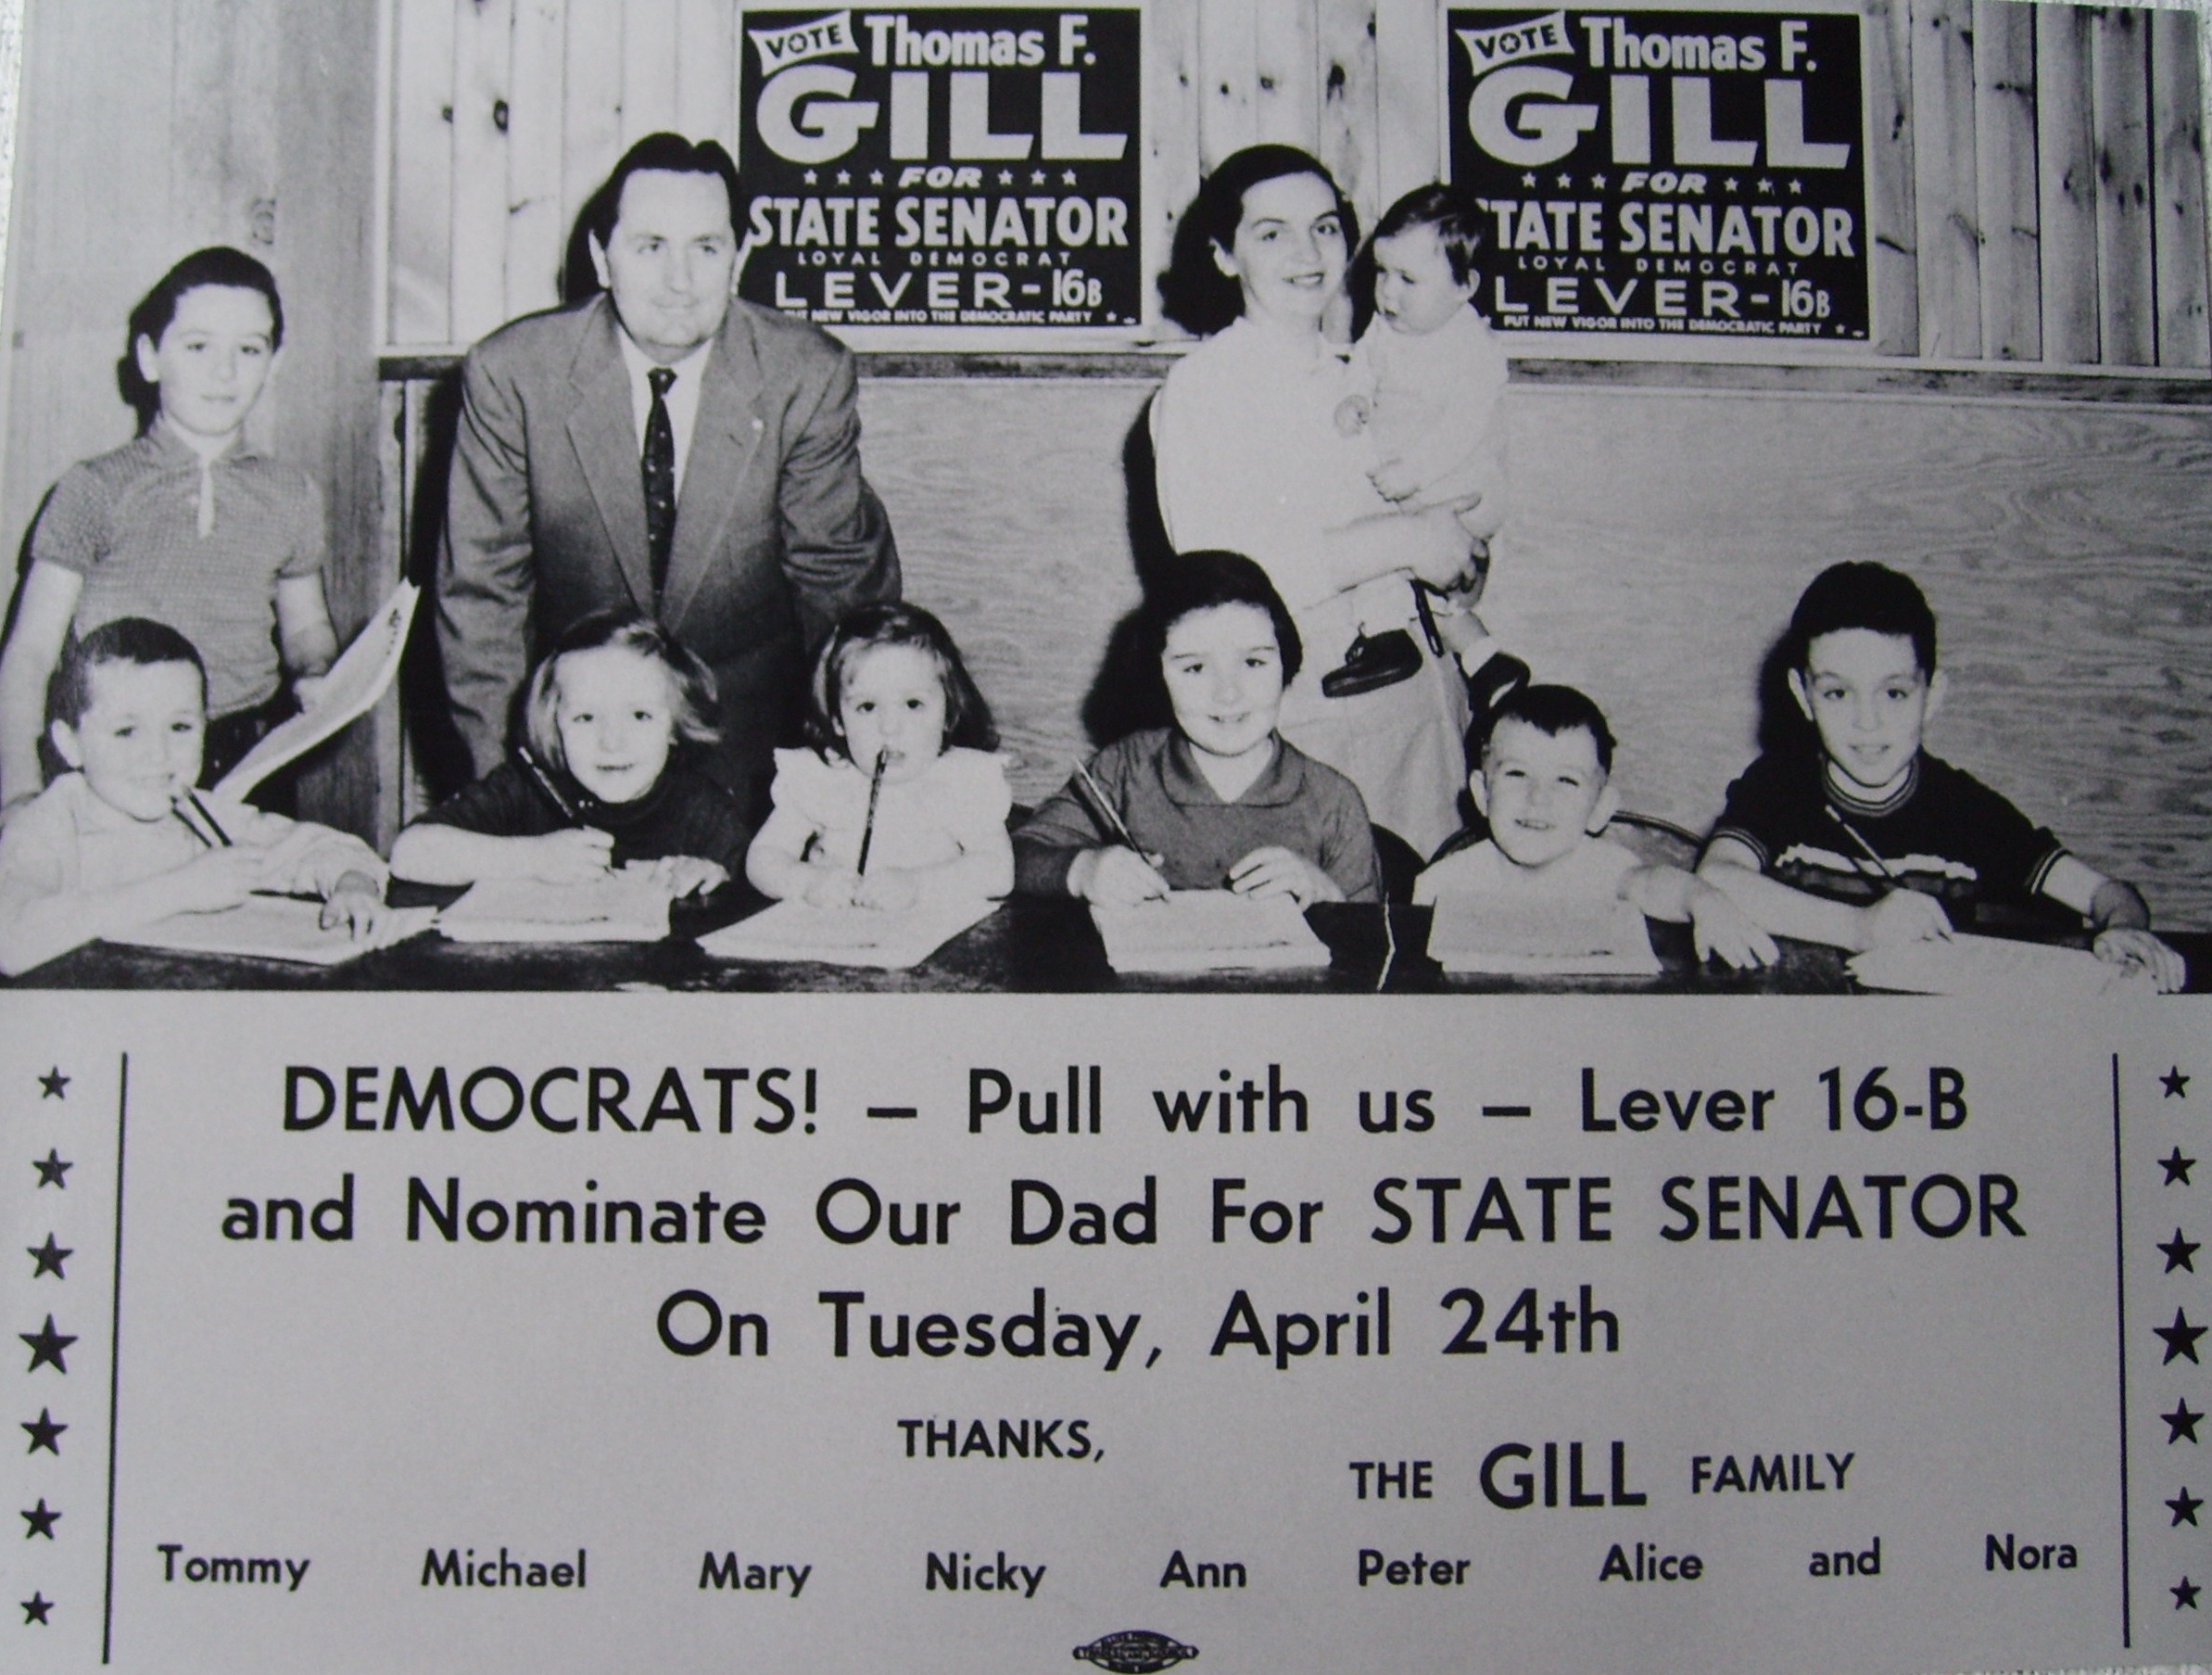 VOTE Thomas F.
GILL
FOR
STATE SENATOR
LOYAL DEMOCRAT
LEVER-16B
PUT NEW VIGOR INTO THE DEMOCRATIC PARTY
VOTE Thomas F.
GILL
FOR
TATE SENATOR
LOYAL DEMOCRAT
LEVER-16B
PUT NEW VIGOR INTO THE DEMOCRATIC PARTY
DEMOCRATS! – Pull with us – Lever 16-B
and Nominate Our Dad For STATE SENATOR
On Tuesday, April 24th
THANKS,
THE GILL FAMILY
Tommy Michael Mary Nicky Ann Peter Alice and Nora